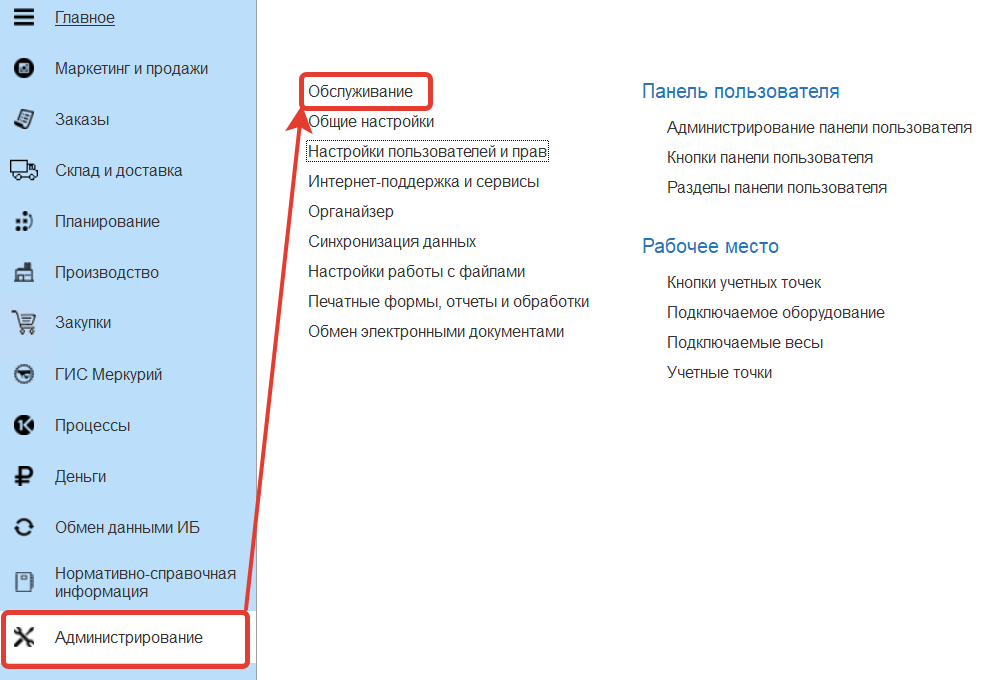 Главное
Маркетинг и продажи
Заказы
Склад и доставка
Планирование
Производство
Закупки
ГИС Меркурий
Процессы
Деньги
Обмен данными ИБ
Нормативно-справочная
информация
Администрирование
Обслуживание
Общие настройки
Настройки пользователей и прав
Интернет-поддержка и сервисы
Органайзер
Синхронизация данных
Настройки работы с файлами
Печатные формы, отчеты и обработки
Обмен электронными документами
Панель пользователя
Администрирование панели пользователя
Кнопки панели пользователя
Разделы панели пользователя
Рабочее место
Кнопки учетных точек
Подключаемое оборудование
Подключаемые весы
Учетные точки